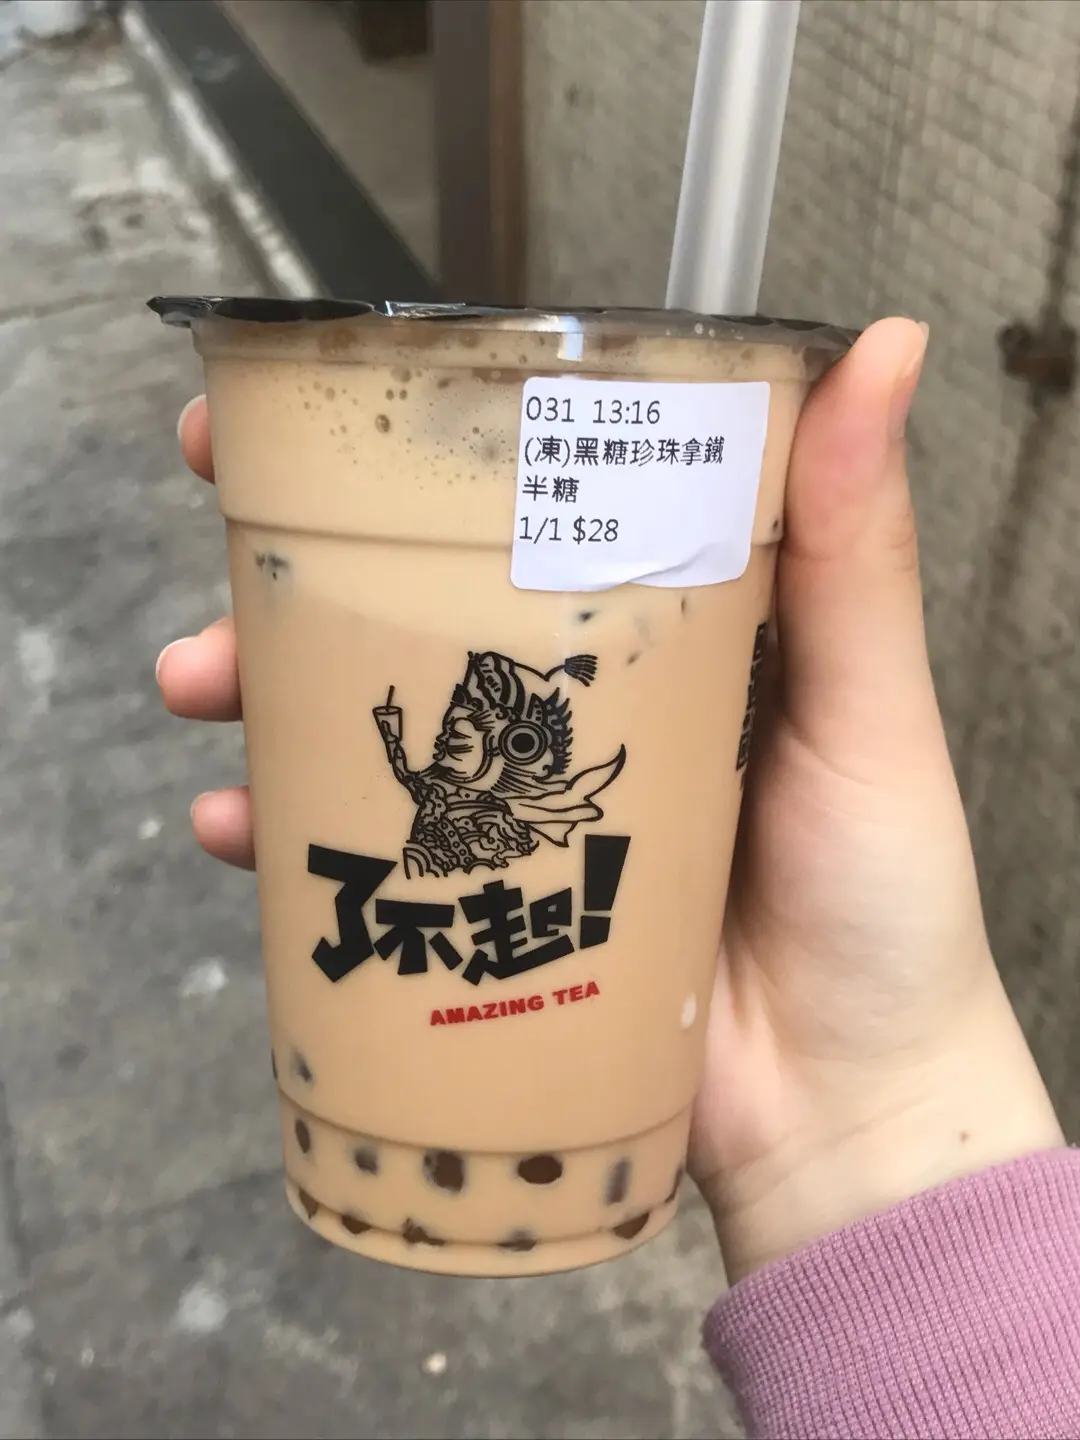 031 13:16
(凍)黑糖珍珠拿鐵
半糖
1/1 $28
了不起!
AMAZING TEA